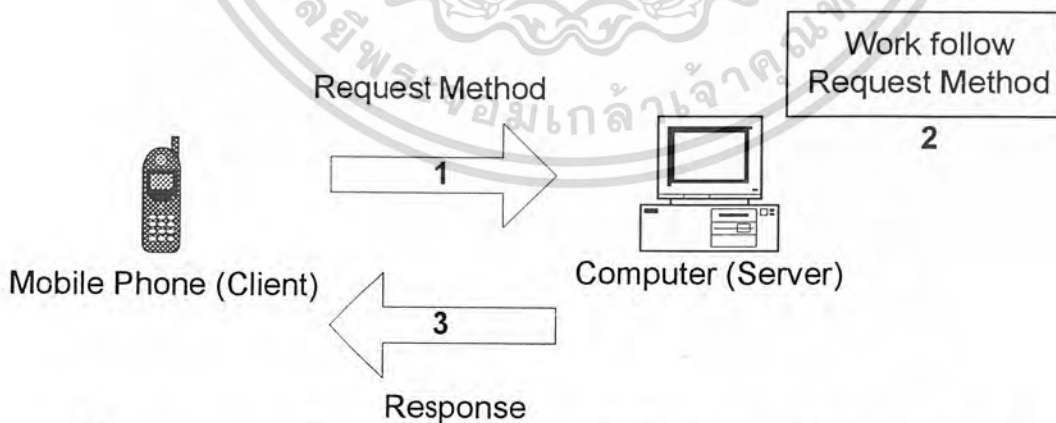 Work follow
Request Method
2
Request Method
1
Mobile Phone (Client)
Computer (Server)
3
Response